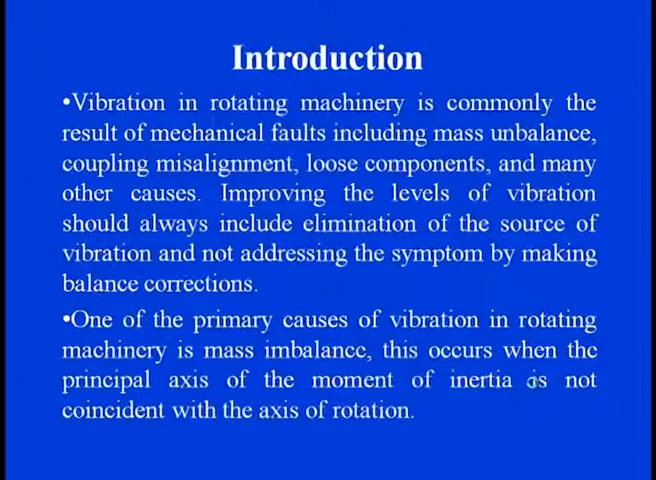 Introduction
•Vibration in rotating machinery is commonly the
result of mechanical faults including mass unbalance,
coupling misalignment, loose components, and many
other causes. Improving the levels of vibration
should always include elimination of the source of
vibration and not addressing the symptom by making
balance corrections.
•One of the primary causes of vibration in rotating
machinery is mass imbalance, this occurs when the
principal axis of the moment of inertia is not
coincident with the axis of rotation.